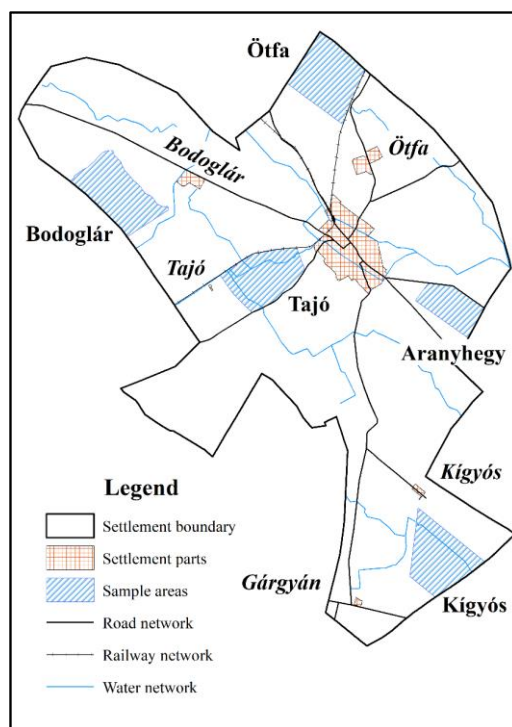 Ötfa
Ötfa
Bodoglár
Bodoglár
Tajó
Tajó
Aranyhegy
Kígyós
Gárgyán
Kígyós
Legend
Settlement boundary
Settlement parts
Sample areas
Road network
Railway network
Water network